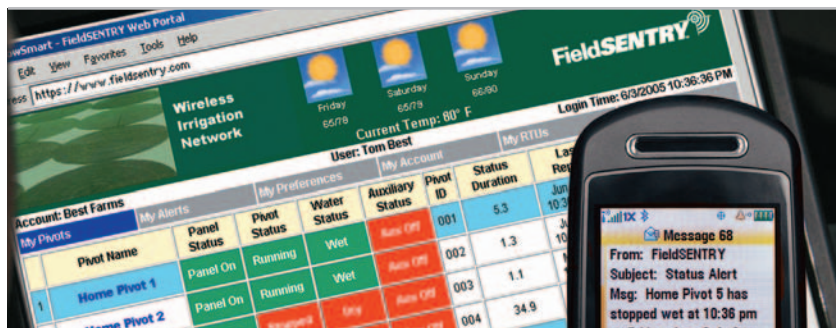 owSmart - FieldSENTRY Web Portal
Edit View Favorites Tools Help
https://www.fieldsentry.com
Wireless
Irrigation
Network
Friday
65/78
Saturday
65/79
Sunday
66/80
Current Temp: 80° F
FieldSENTRY
User: Tom Best
Login Time: 6/3/2005 10:36:36 PM
Account: Best Farms
My Pivots
My Alerts
My Preferences
My Account
My RTUs
Pivot Name
Panel
Status
Pivot
Status
Water
Status
Auxiliary
Status
Pivot
ID
Status
Duration
1 Home Pivot 1 Panel On Running Wet Aux Off 001 5.3
Home Pivot 2 Panel On Running Wet Aux Off 002 1.3
Dry Aux Off 003 1.1
004 34.9
1X
Message 68
From: FieldSENTRY
Subject: Status Alert
Msg: Home Pivot 5 has
stopped wet at 10:36 pm